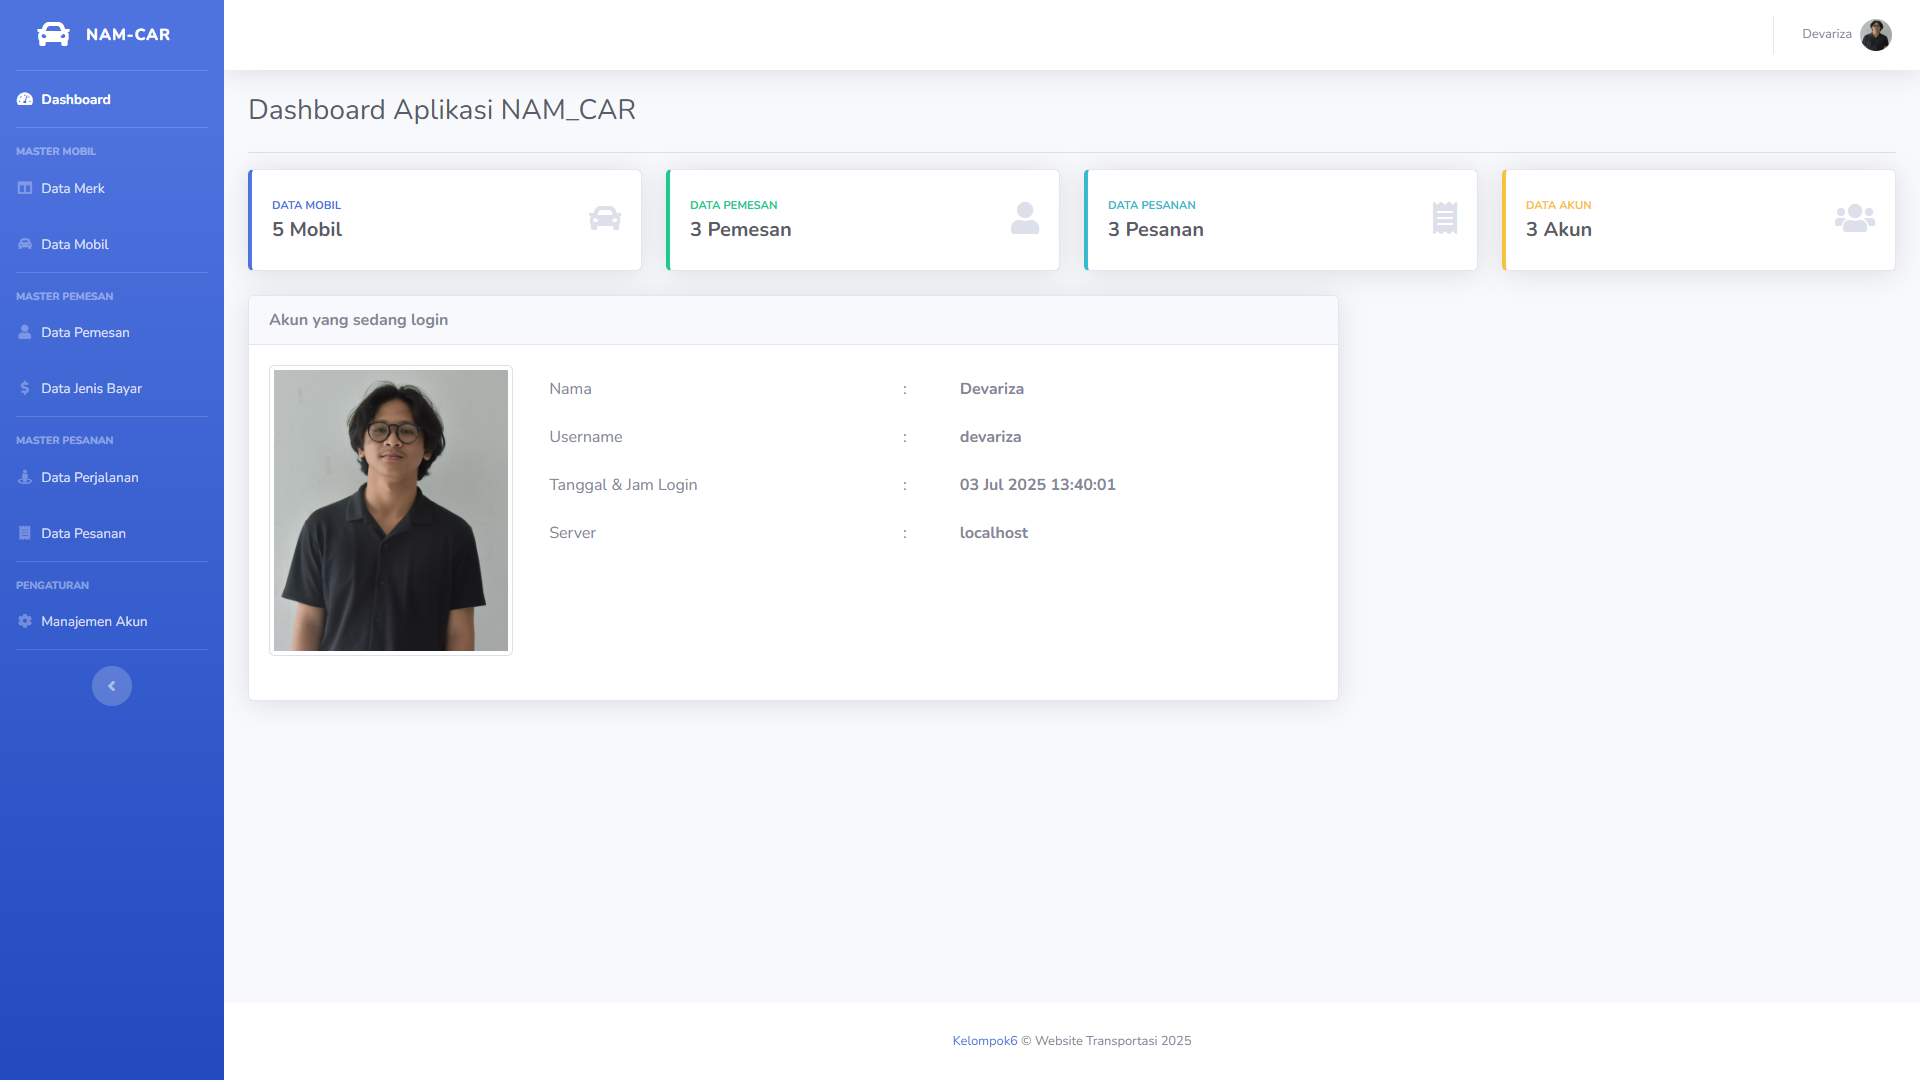 NAM-CAR
Dashboard
MASTER MOBIL
Data Merk
Data Mobil
MASTER PEMESAN
Data Pemesan
Data Jenis Bayar
MASTER PESANAN
Data Perjalanan
Data Pesanan
PENGATURAN
Manajemen Akun
Devariza
Dashboard Aplikasi NAM_CAR
DATA MOBIL
5 Mobil
DATA PEMESAN
3 Pemesan
DATA PESANAN
3 Pesanan
DATA AKUN
3 Akun
Akun yang sedang login
Nama : Devariza
Username : devariza
Tanggal & Jam Login : 03 Jul 2025 13:40:01
Server : localhost
Kelompok6 © Website Transportasi 2025